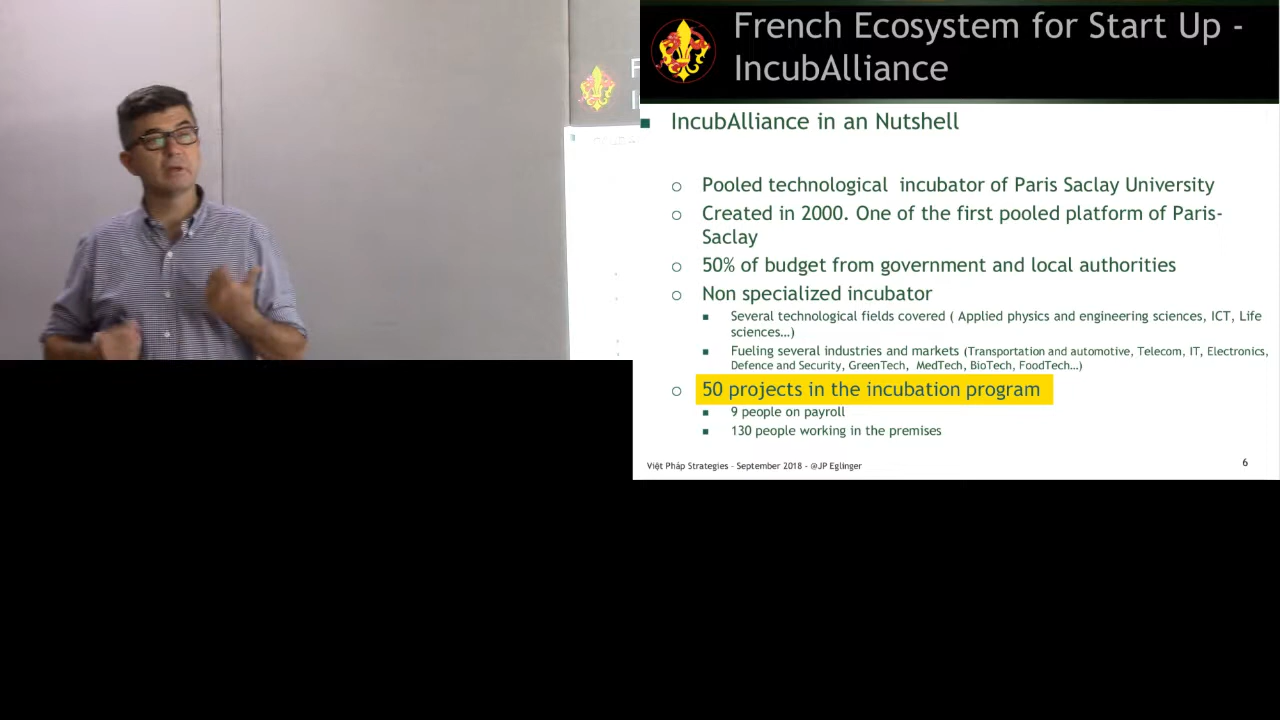 French Ecosystem for Start Up -
IncubAlliance
IncubAlliance in an Nutshell
Pooled technological incubator of Paris Saclay University
Created in 2000. One of the first pooled platform of Paris-
Saclay
50% of budget from government and local authorities
Non specialized incubator
Several technological fields covered ( Applied physics and engineering sciences, ICT, Life
sciences…)
Fueling several industries and markets (Transportation and automotive, Telecom, IT, Electronics,
Defence and Security, GreenTech, MedTech, BioTech, FoodTech…)
50 projects in the incubation program
9 people on payroll
130 people working in the premises
Việt Pháp Strategies - September 2018 - @JP Eglinger
6